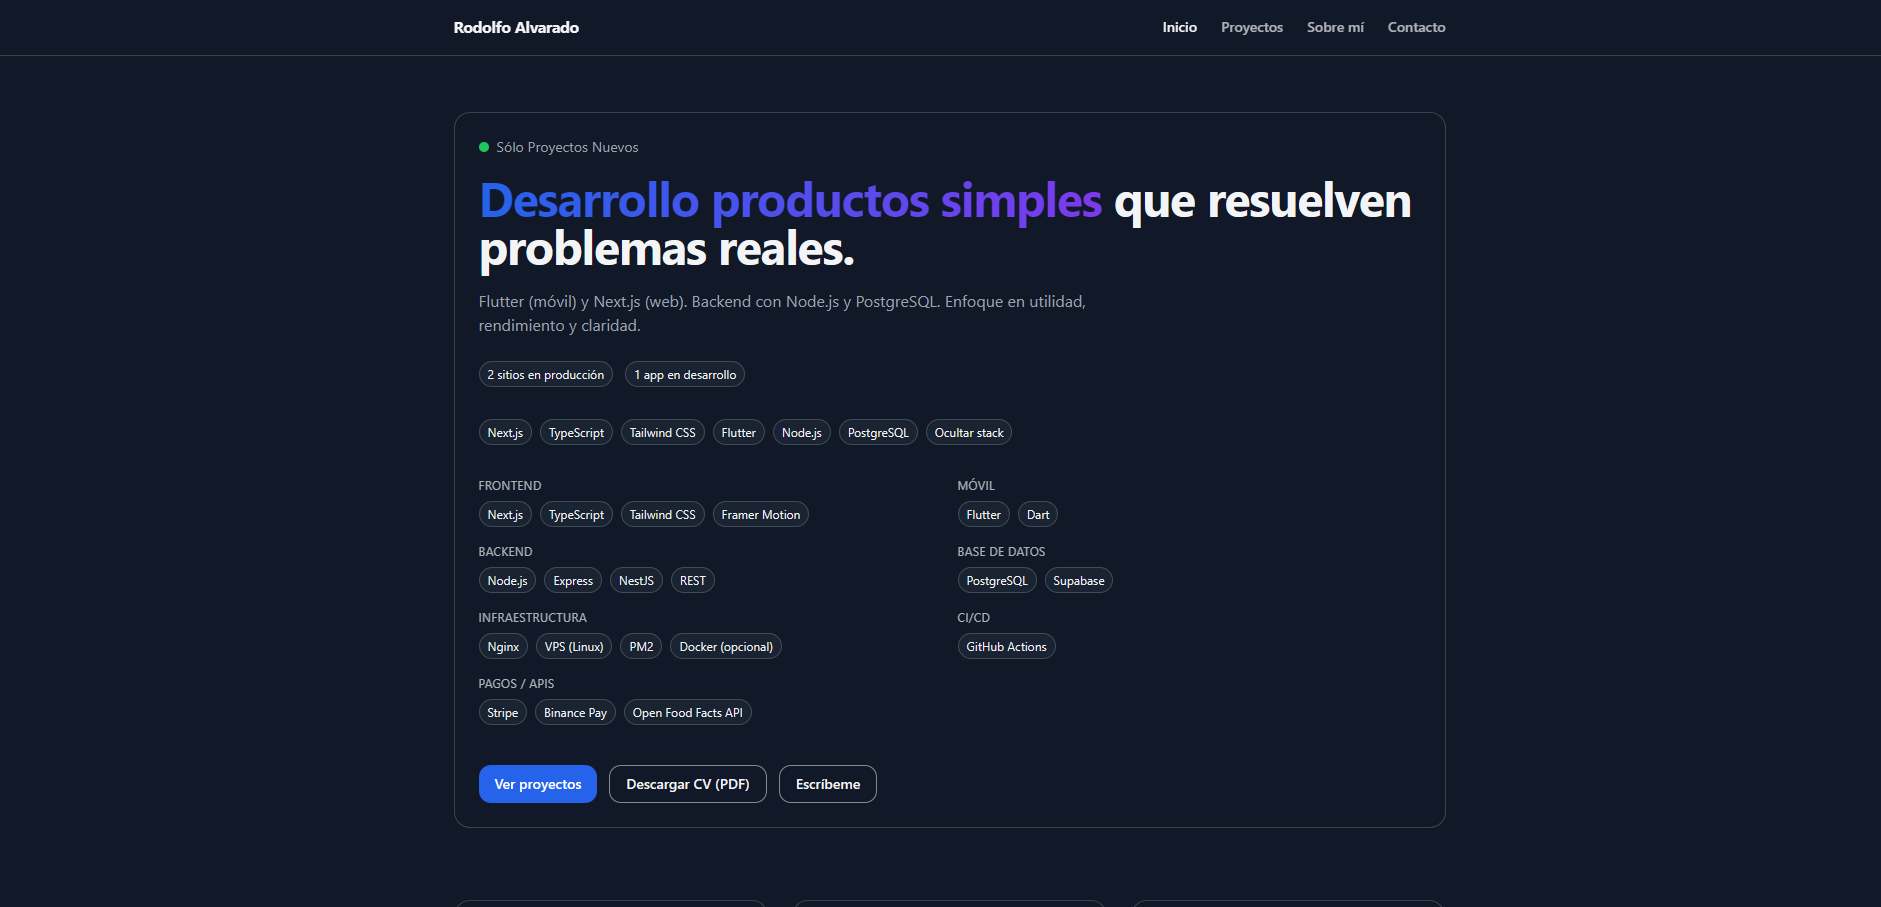 Rodolfo Alvarado
Inicio Proyectos Sobre mí Contacto
Sólo Proyectos Nuevos
Desarrollo productos simples que resuelven
problemas reales.
Flutter (móvil) y Next.js (web). Backend con Node.js y PostgreSQL. Enfoque en utilidad,
rendimiento y claridad.
2 sitios en producción 1 app en desarrollo
Next.js TypeScript Tailwind CSS Flutter Node.js PostgreSQL Ocultar stack
FRONTEND
Next.js TypeScript Tailwind CSS Framer Motion
MÓVIL
Flutter Dart
BACKEND
Node.js Express NestJS REST
BASE DE DATOS
PostgreSQL Supabase
INFRAESTRUCTURA
Nginx VPS (Linux) PM2 Docker (opcional)
CI/CD
GitHub Actions
PAGOS / APIS
Stripe Binance Pay Open Food Facts API
Ver proyectos Descargar CV (PDF) Escríbeme